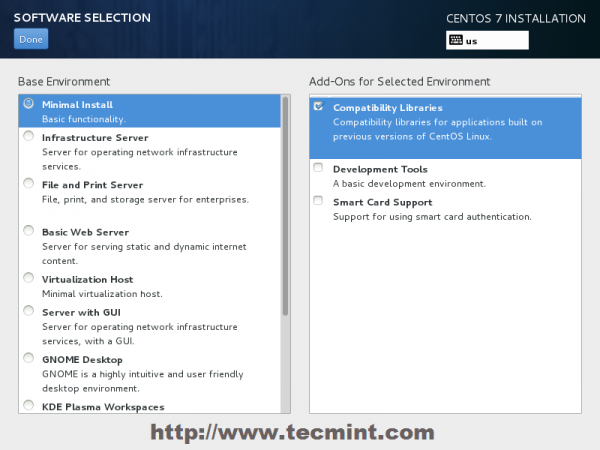 SOFTWARE SELECTION
Done
CENTOS 7 INSTALLATION
us
Base Environment
Minimal Install
Basic functionality.
Infrastructure Server
Server for operating network infrastructure
services.
File and Print Server
File, print, and storage server for enterprises.
Basic Web Server
Server for serving static and dynamic internet
content.
Virtualization Host
Minimal virtualization host.
Server with GUI
Server for operating network infrastructure
services, with a GUI.
GNOME Desktop
GNOME is a highly intuitive and user friendly
desktop environment.
KDE Plasma Workspaces
Add-Ons for Selected Environment
Compatibility Libraries
Compatibility libraries for applications built on
previous versions of CentOS Linux.
Development Tools
A basic development environment.
Smart Card Support
Support for using smart card authentication.
http://www.tecmint.com